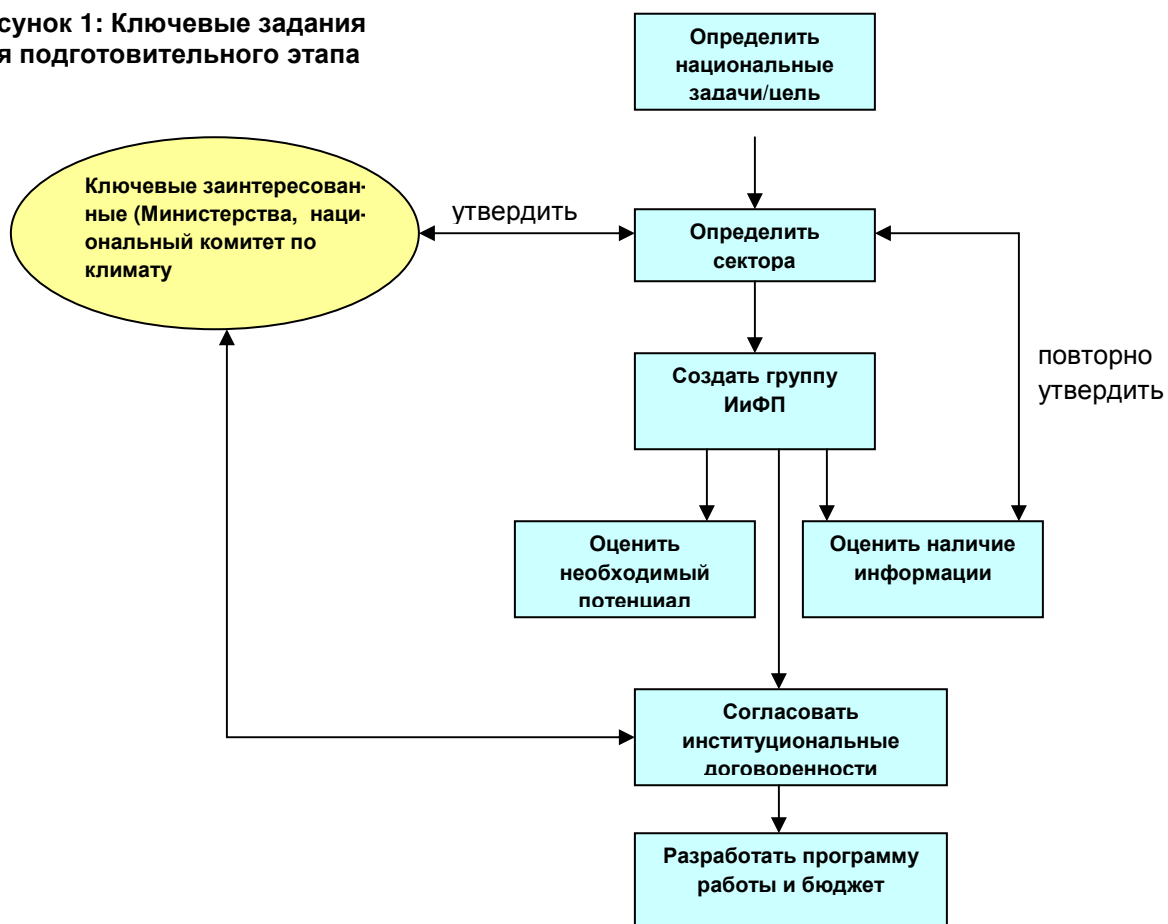 сунок 1: Ключевые задания
я подготовительного этапа
Определить
национальные
задачи/цель
Ключевые заинтересован-
ные (Министерства, наци-
ональный комитет по
климату
утвердить
Определить
сектора
повторно
утвердить
Создать группу
ИиФП
Оценить
необходимый
потенциал
Оценить наличие
информации
Согласовать
институциональные
договоренности
Разработать программу
работы и бюджет